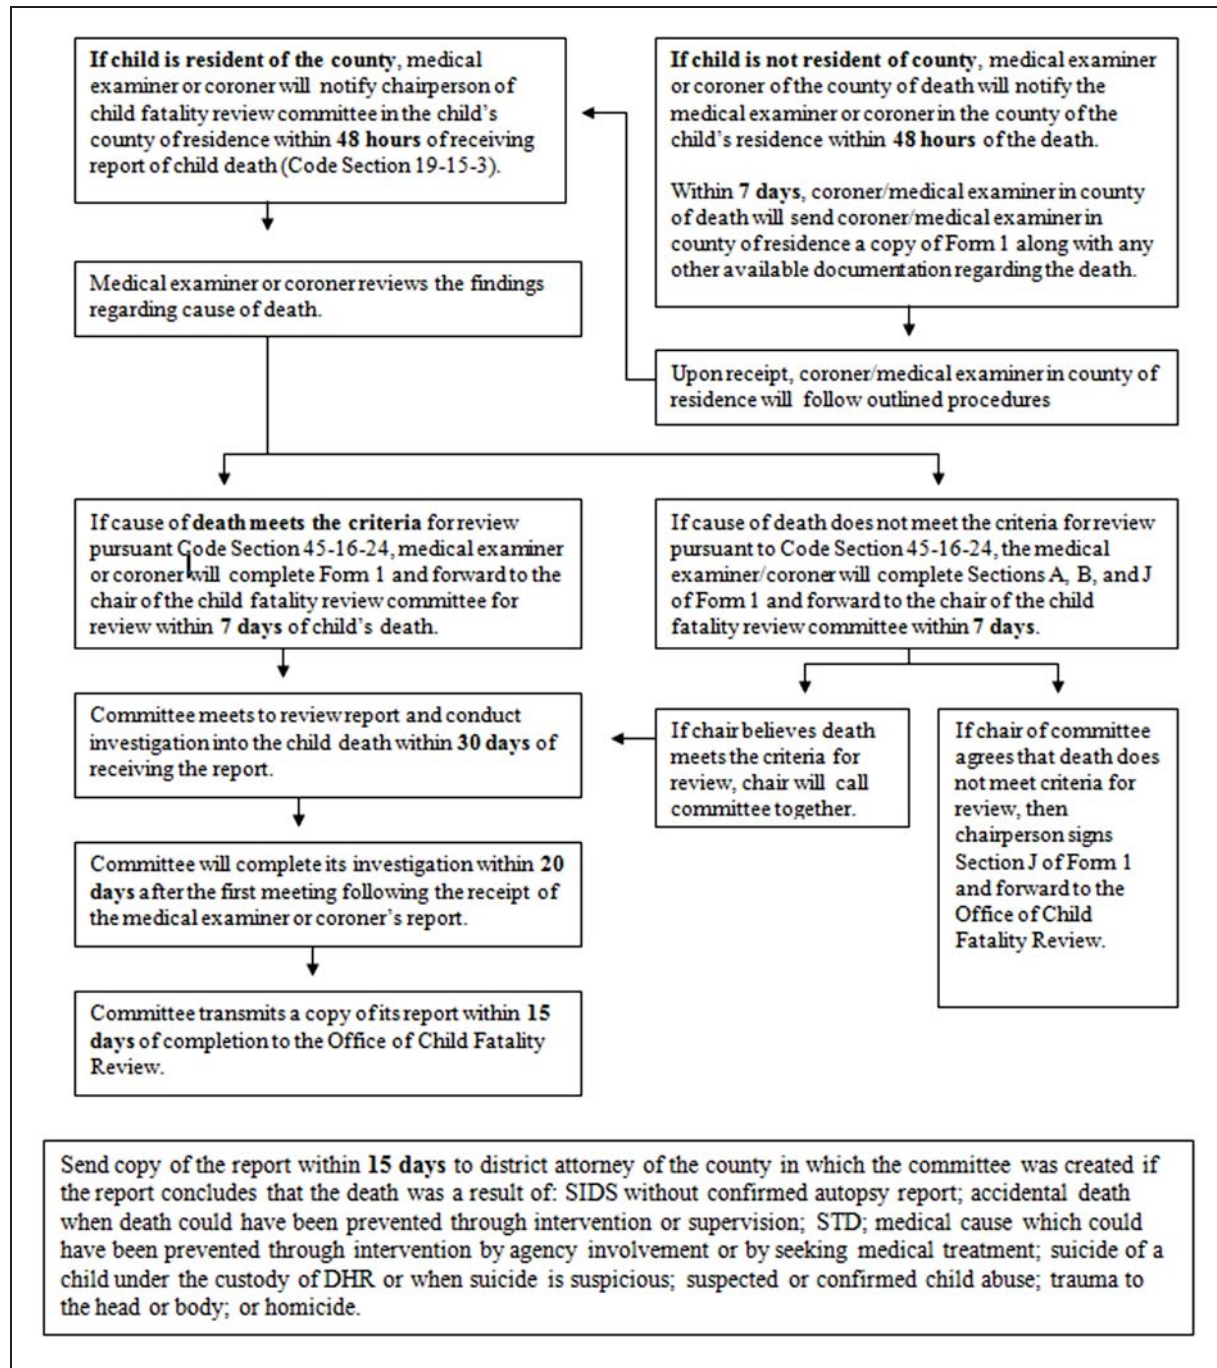 If child is resident of the county, medical
examiner or coroner will notify chairperson of
child fatality review committee in the child's
county of residence within 48 hours of receiving
report of child death (Code Section 19-15-3).
If child is not resident of county, medical examiner
or coroner of the county of death will notify the
medical examiner or coroner in the county of the
child's residence within 48 hours of the death.
Within 7 days, coroner/medical examiner in county
of death will send coroner/medical examiner in
county of residence a copy of Form 1 along with any
other available documentation regarding the death.
Medical examiner or coroner reviews the findings
regarding cause of death.
Upon receipt, coroner/medical examiner in county of
residence will follow outlined procedures
If cause of death meets the criteria for review
pursuant Code Section 45-16-24, medical examiner
or coroner will complete Form 1 and forward to the
chair of the child fatality review committee for
review within 7 days of child's death.
If cause of death does not meet the criteria for review
pursuant to Code Section 45-16-24, the medical
examiner/coroner will complete Sections A, B, and J
of Form 1 and forward to the chair of the child
fatality review committee within 7 days.
Committee meets to review report and conduct
investigation into the child death within 30 days of
receiving the report.
If chair believes death
meets the criteria for
review, chair will call
committee together.
If chair of committee
agrees that death does
not meet criteria for
review, then
chairperson signs
Section J of Form 1
and forward to the
Office of Child
Fatality Review.
Committee will complete its investigation within 20
days after the first meeting following the receipt of
the medical examiner or coroner's report.
Committee transmits a copy of its report within 15
days of completion to the Office of Child Fatality
Review.
Send copy of the report within 15 days to district attorney of the county in which the committee was created if
the report concludes that the death was a result of: SIDS without confirmed autopsy report; accidental death
when death could have been prevented through intervention or supervision; STD; medical cause which could
have been prevented through intervention by agency involvement or by seeking medical treatment; suicide of a
child under the custody of DHR or when suicide is suspicious; suspected or confirmed child abuse; trauma to
the head or body; or homicide.